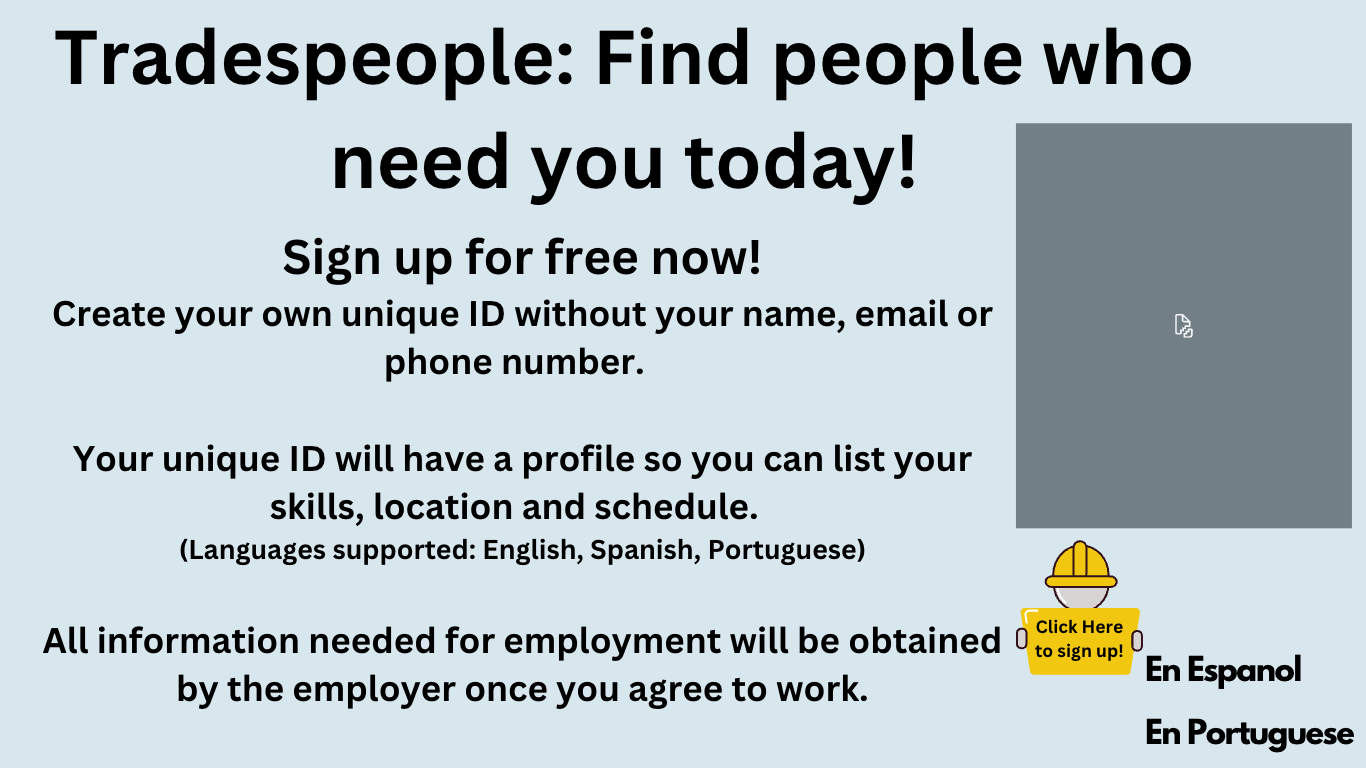 Tradespeople: Find people who
need you today!
Sign up for free now!
Create your own unique ID without your name, email or
phone number.
Your unique ID will have a profile so you can list your
skills, location and schedule.
(Languages supported: English, Spanish, Portuguese)
All information needed for employment will be obtained
by the employer once you agree to work.
Click Here
to sign up!
En Espanol
En Portuguese